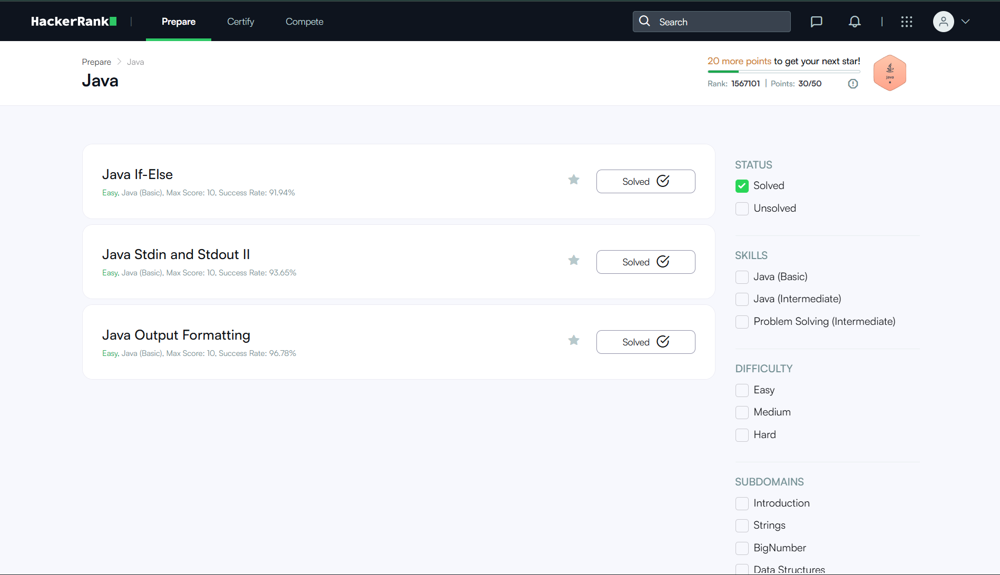 HackerRank
Prepare
Certify
Compete
Search
Prepare Java
Java
20 more points to get your next star!
Rank: 1567101 | Points: 30/50
Java
Java If-Else
Easy, Java (Basic), Max Score: 10, Success Rate: 91.94%
Solved
Java Stdin and Stdout II
Easy, Java (Basic), Max Score: 10, Success Rate: 93.65%
Solved
Java Output Formatting
Easy, Java (Basic), Max Score: 10, Success Rate: 96.78%
Solved
STATUS
Solved
Unsolved
SKILLS
Java (Basic)
Java (Intermediate)
Problem Solving (Intermediate)
DIFFICULTY
Easy
Medium
Hard
SUBDOMAINS
Introduction
Strings
BigNumber
Data Structures